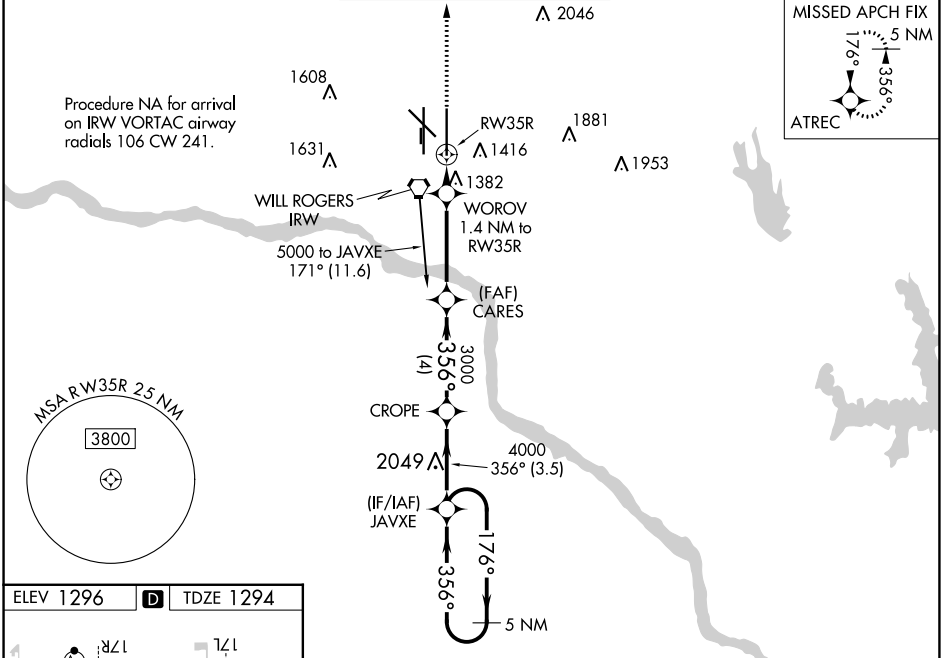 2046
MISSED APCH FIX
5 NM
176°
356°
ATREC
1608
Procedure NA for arrival
on IRW VORTAC airway
radials 106 CW 241.
RW35R
1881
1631
1416
1953
1382
WILL ROGERS
IRW
WOROV
1.4 NM to
RW35R
5000 to JAVXE
171° (11.6)
(FAF)
CARES
3000
356°
(4)
MSA RW35R 25 NM
3800
CROPE
2049
4000
356° (3.5)
(IF/IAF)
JAVXE
176°
356°
5 NM
ELEV 1296
D
TDZE 1294
17R
17L